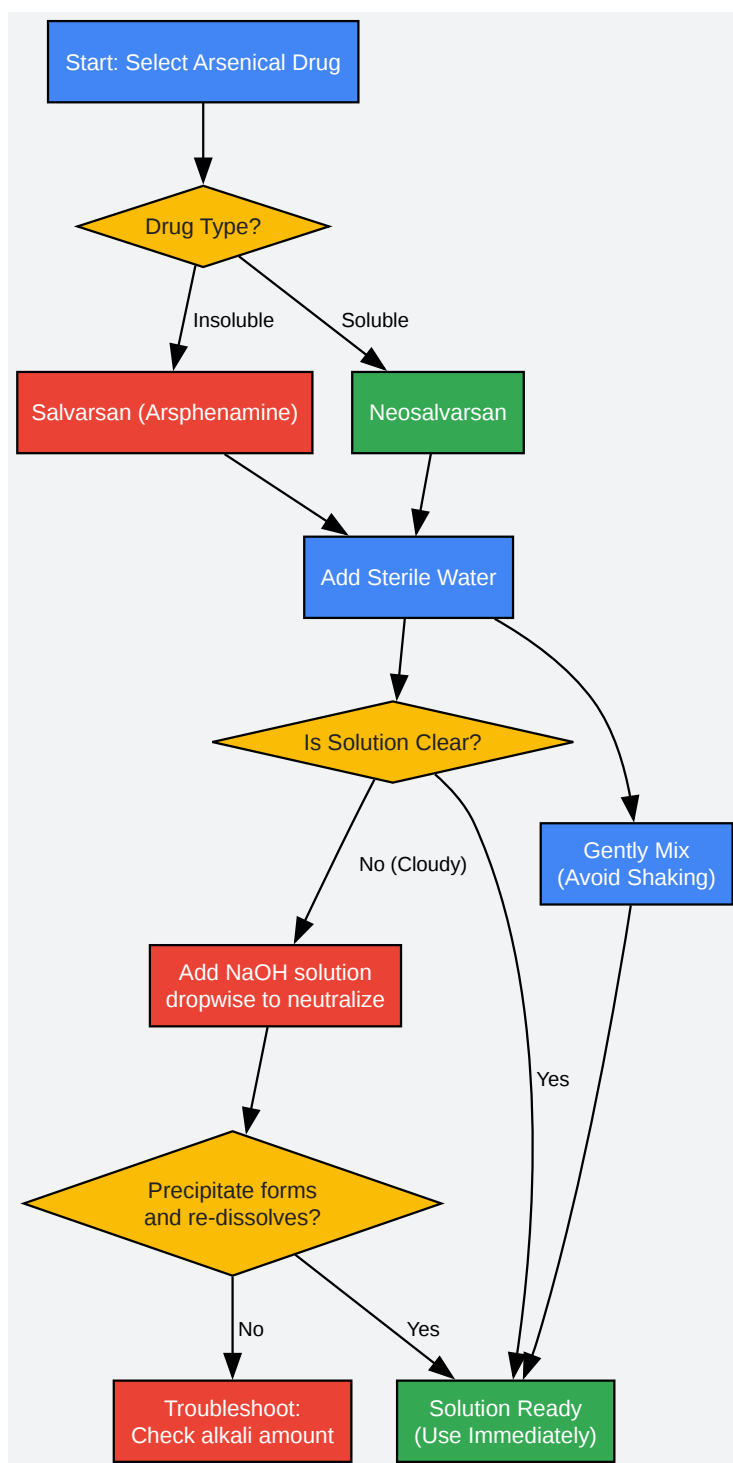 Start: Select Arsenical Drug
Drug Type?
Insoluble
Soluble
Salvarsan (Arsphenamine)
Neosalvarsan
Add Sterile Water
Is Solution Clear?
Gently Mix
(Avoid Shaking)
No (Cloudy)
Add NaOH solution
dropwise to neutralize
Yes
Precipitate forms
and re-dissolves?
No
Yes
Troubleshoot:
Check alkali amount
Solution Ready
(Use Immediately)